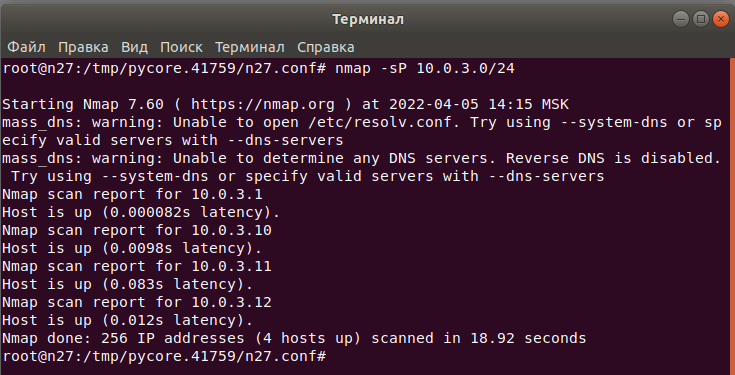 Терминал
Файл Правка Вид Поиск Терминал Справка
root@n27:/tmp/pycore.41759/n27.conf# nmap -sP 10.0.3.0/24
Starting Nmap 7.60 ( https://nmap.org ) at 2022-04-05 14:15 MSK
mass_dns: warning: Unable to open /etc/resolv.conf. Try using --system-dns or sp
ecify valid servers with --dns-servers
mass_dns: warning: Unable to determine any DNS servers. Reverse DNS is disabled.
 Try using --system-dns or specify valid servers with --dns-servers
Nmap scan report for 10.0.3.1
Host is up (0.000082s latency).
Nmap scan report for 10.0.3.10
Host is up (0.0098s latency).
Nmap scan report for 10.0.3.11
Host is up (0.083s latency).
Nmap scan report for 10.0.3.12
Host is up (0.012s latency).
Nmap done: 256 IP addresses (4 hosts up) scanned in 18.92 seconds
root@n27:/tmp/pycore.41759/n27.conf#